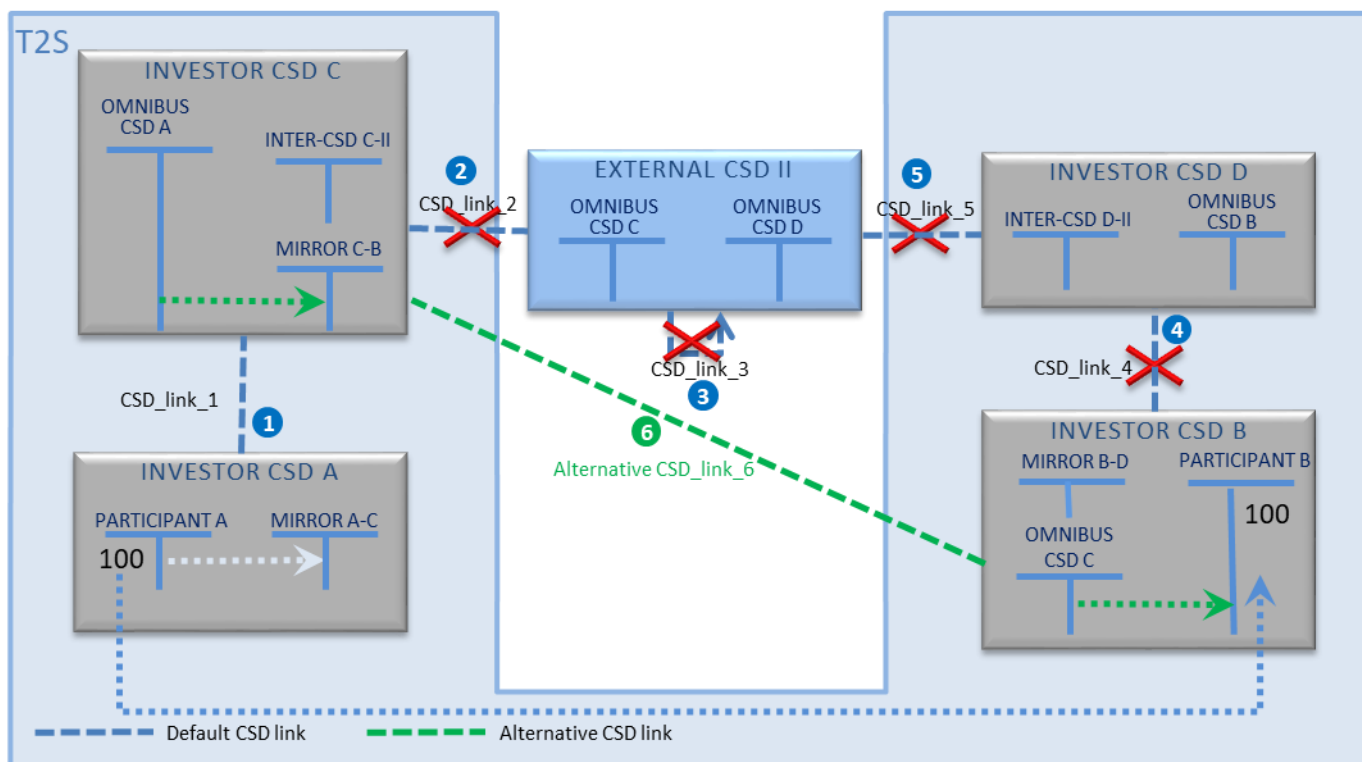 T2S
INVESTOR CSD C
OMNIBUS
CSD A
INTER-CSD C-II
MIRROR C-B
2
CSD_link_2
EXTERNAL CSD II
OMNIBUS
CSD C
OMNIBUS
CSD D
5
CSD_link_5
INVESTOR CSD D
INTER-CSD D-II
OMNIBUS
CSD B
CSD_link_3
3
4
CSD_link_4
CSD_link_1
1
6
Alternative CSD_link_6
INVESTOR CSD A
PARTICIPANT A
MIRROR A-C
100
INVESTOR CSD B
MIRROR B-D
PARTICIPANT B
100
OMNIBUS
CSD C
Default CSD link
Alternative CSD link